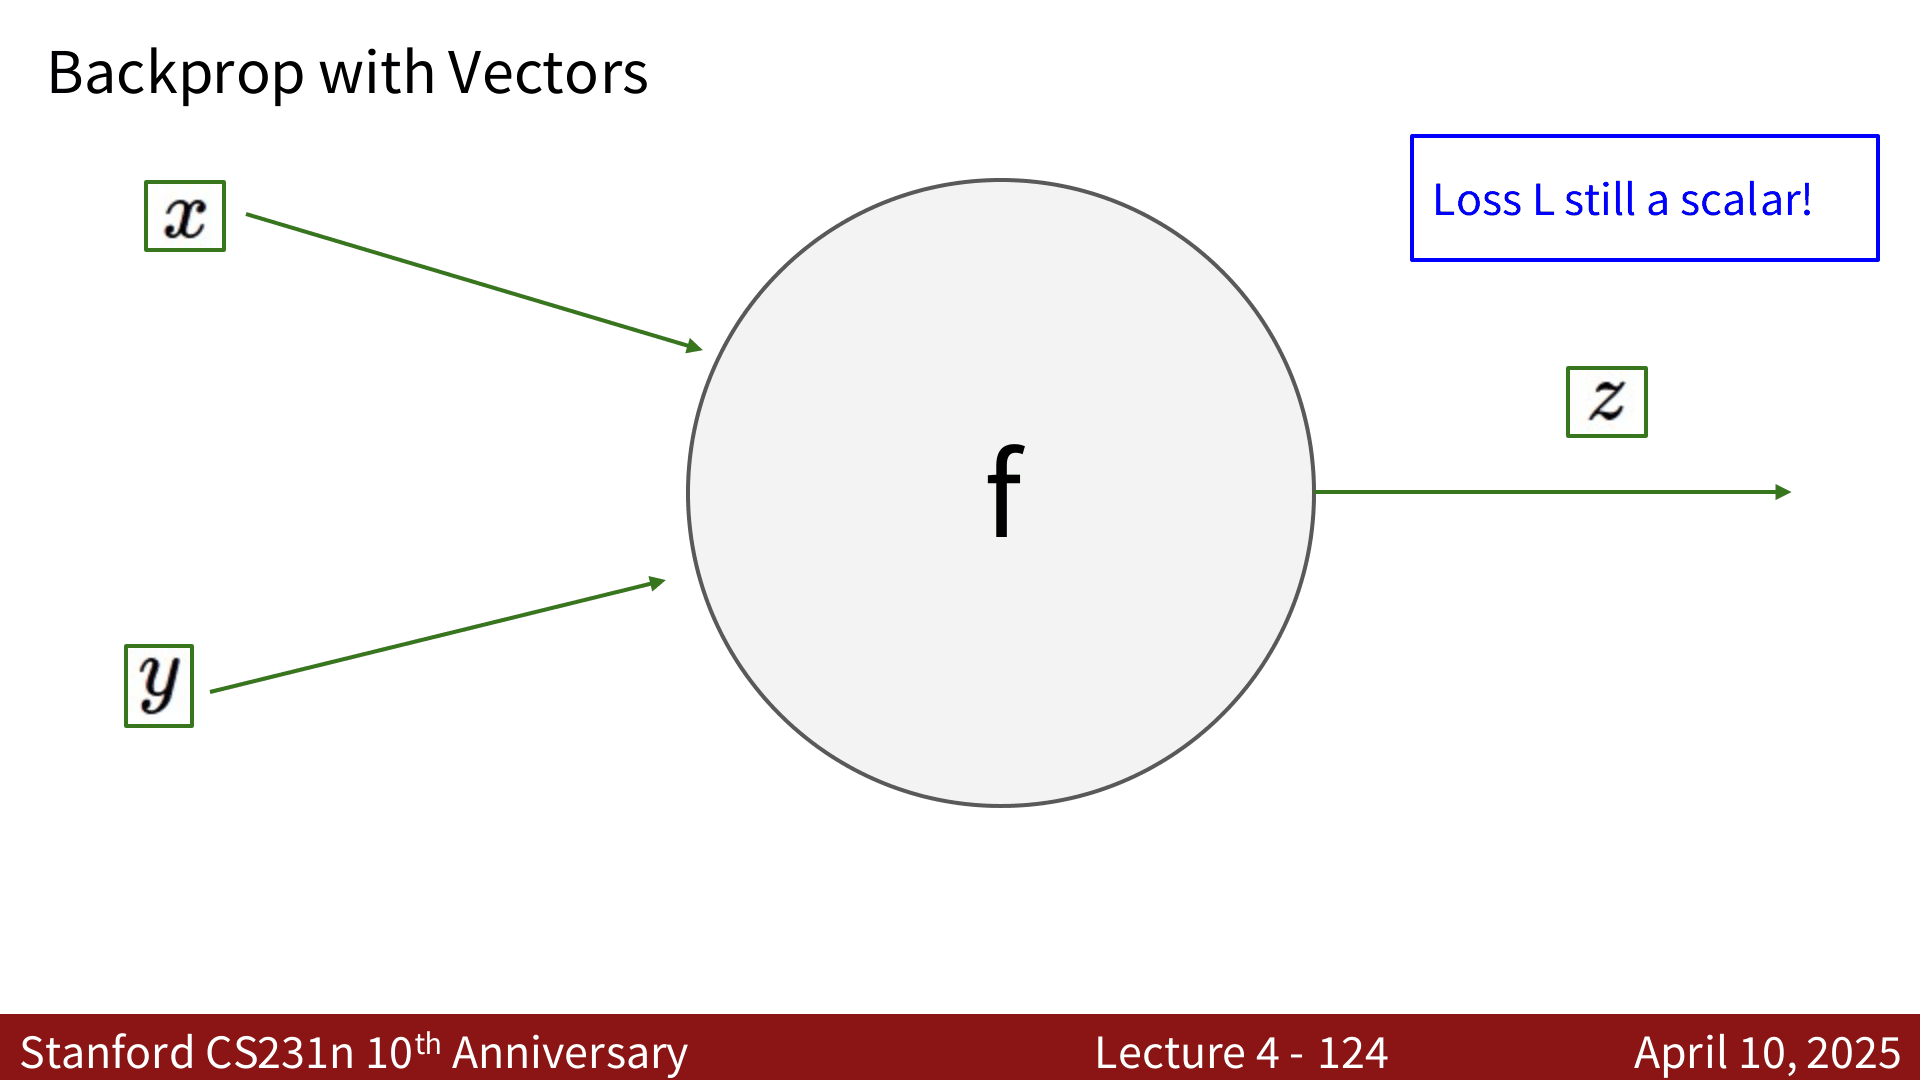 Backprop with Vectors
x
Loss L still a scalar!
z
f
y
Stanford CS231n 10th Anniversary
Lecture 4 - 124
April 10, 2025